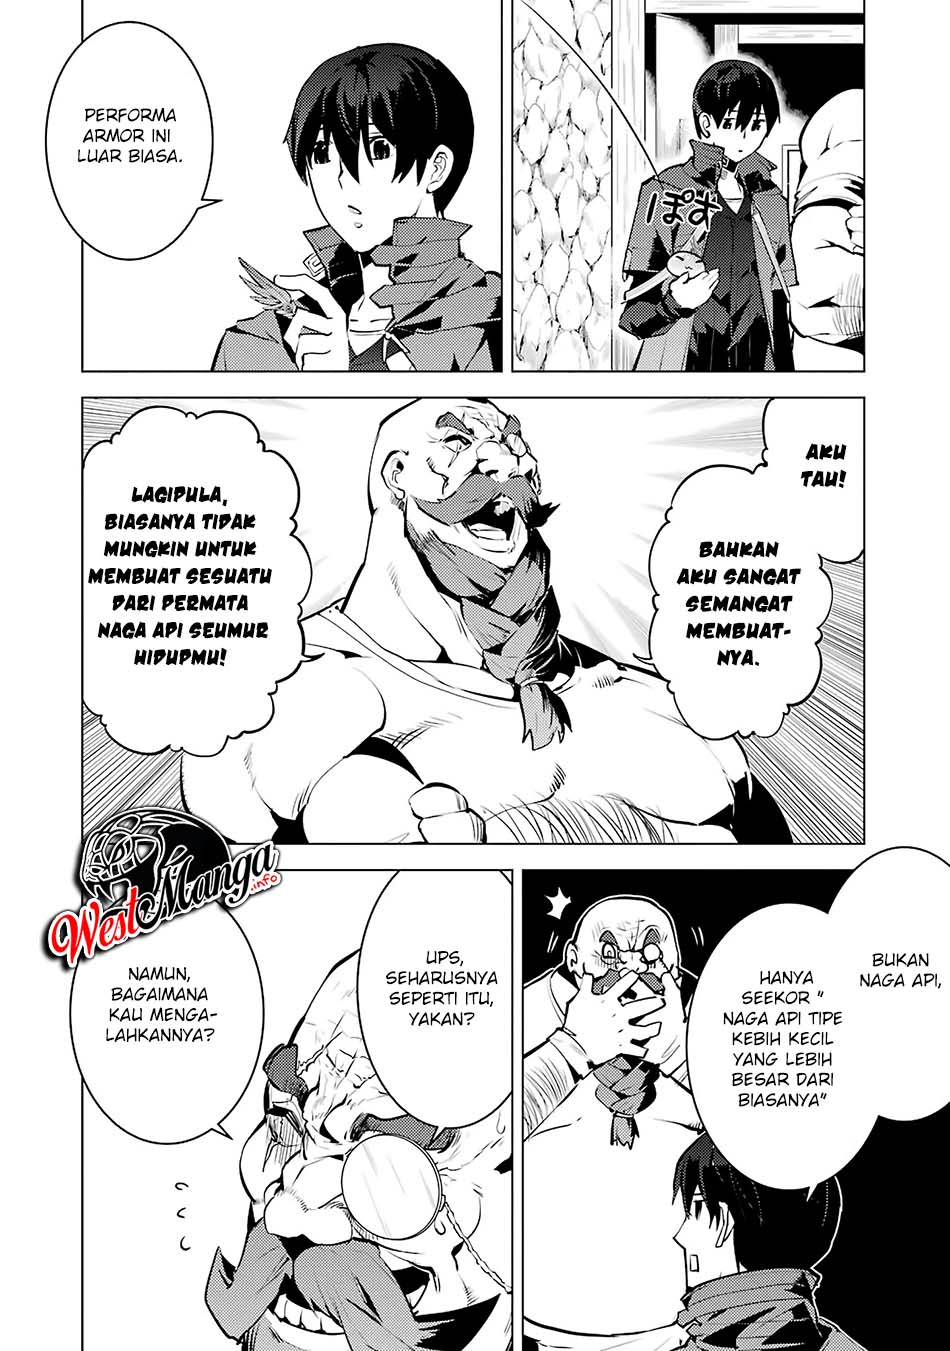 ぽす
PERFORMA
ARMOR INI
LUAR BIASA.
AKU
TAU!
BAHKAN
AKU SANGAT
SEMANGAT
MEMBUAT-
NYA.
LAGIPULA,
BIASANYA TIDAK
MUNGKIN UNTUK
MEMBUAT SESUATU
DARI PERMATA
NAGA API SEUMUR
HIDUPMU!
BUKAN
NAGA API,
HANYA
SEEKOR "
NAGA API TIPE
KEBIH KECIL
YANG LEBIH
BESAR DARI
BIASANYA"
UPS,
SEHARUSNYA
SEPERTI ITU,
YAKAN?
NAMUN,
BAGAIMANA
KAU MENGA-
LAHKANNYA?
WestManga
.info